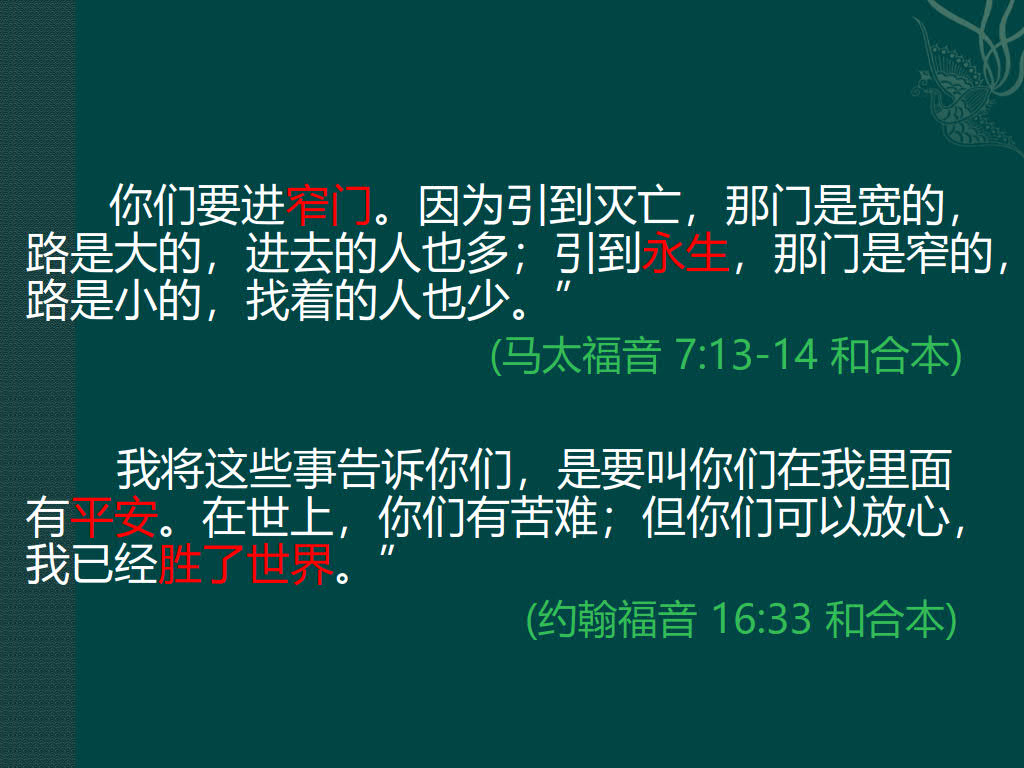 你们要进窄门。因为引到灭亡，那门是宽的，
路是大的，进去的人也多；引到永生，那门是窄的，
路是小的，找着的人也少。”
(马太福音 7:13-14 和合本)
我将这些事告诉你们，是要叫你们在我里面
有平安。在世上，你们有苦难；但你们可以放心，
我已经胜了世界。”
(约翰福音 16:33 和合本)